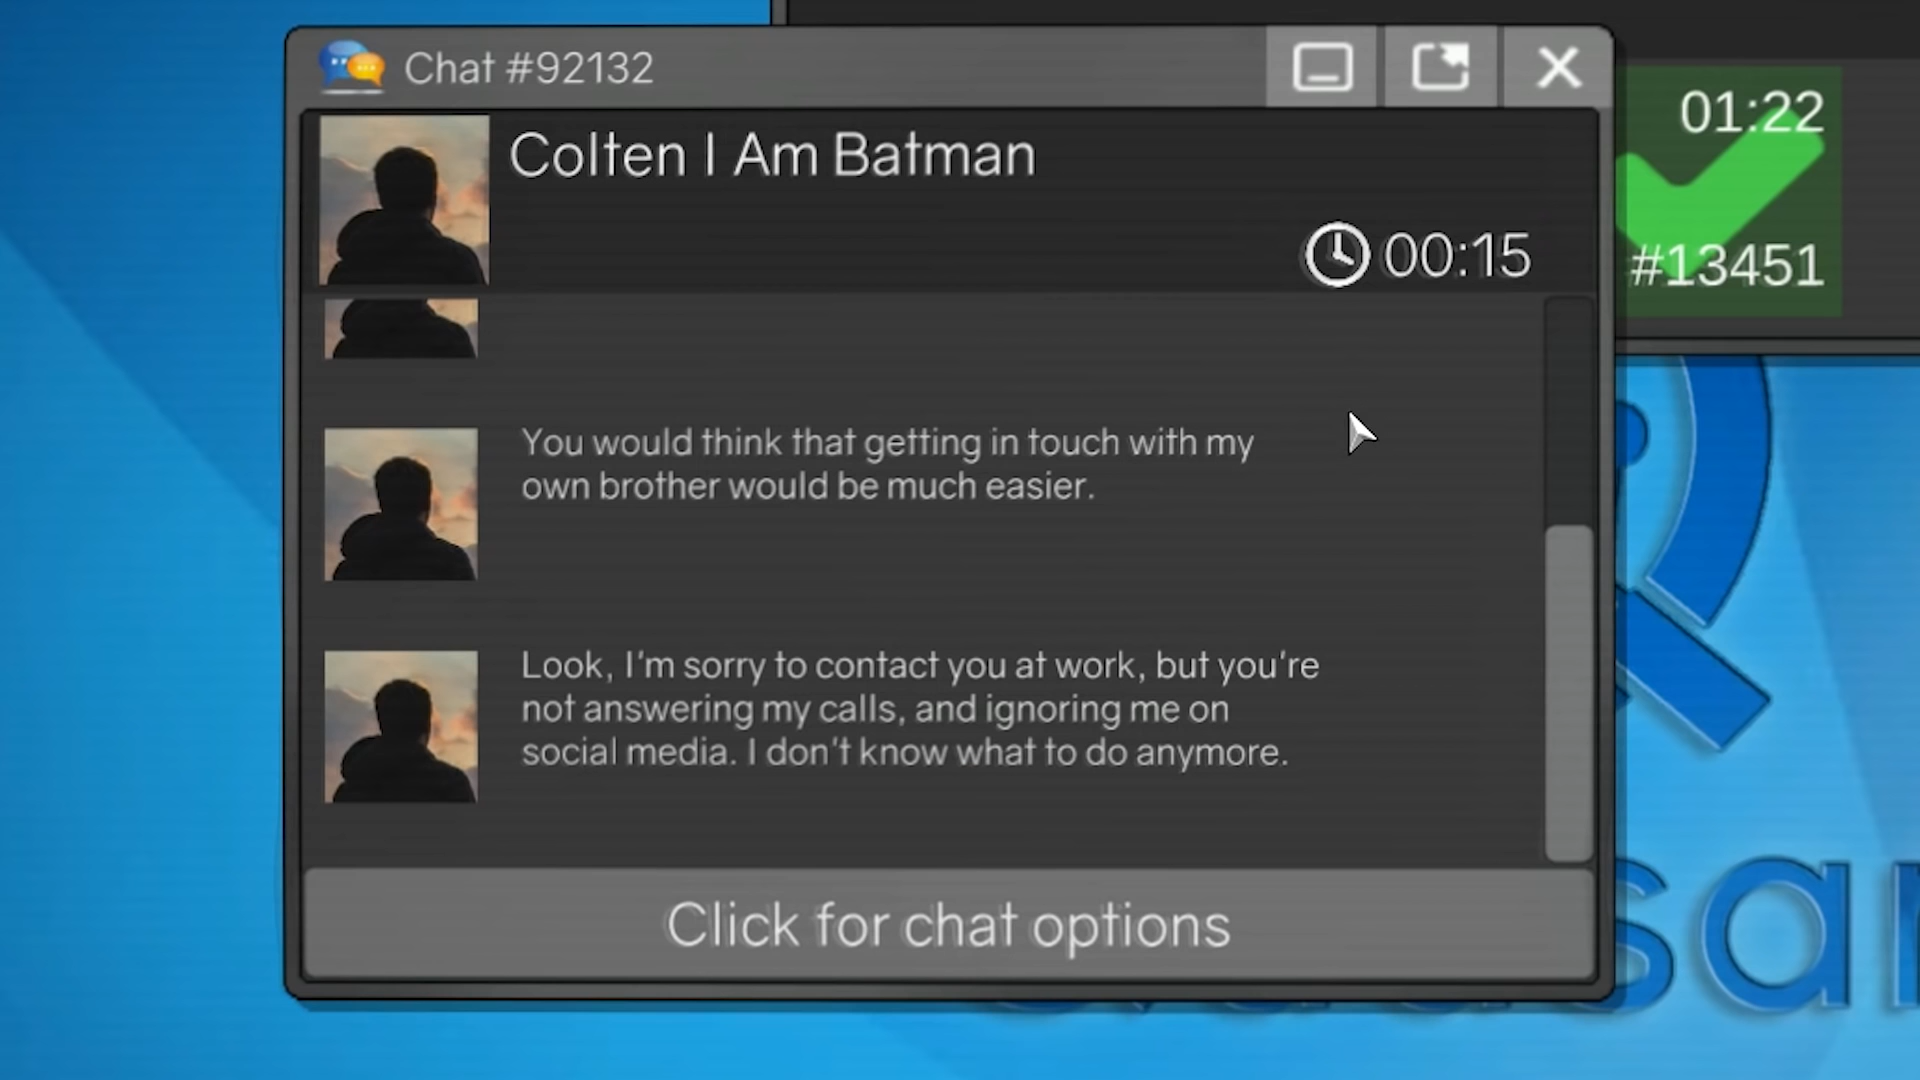 Chat #92132
01:22
Colten I Am Batman
00:15
#13451
You would think that getting in touch with my
own brother would be much easier.
Look, I'm sorry to contact you at work, but you're
not answering my calls, and ignoring me on
social media. I don't know what to do anymore.
Click for chat options